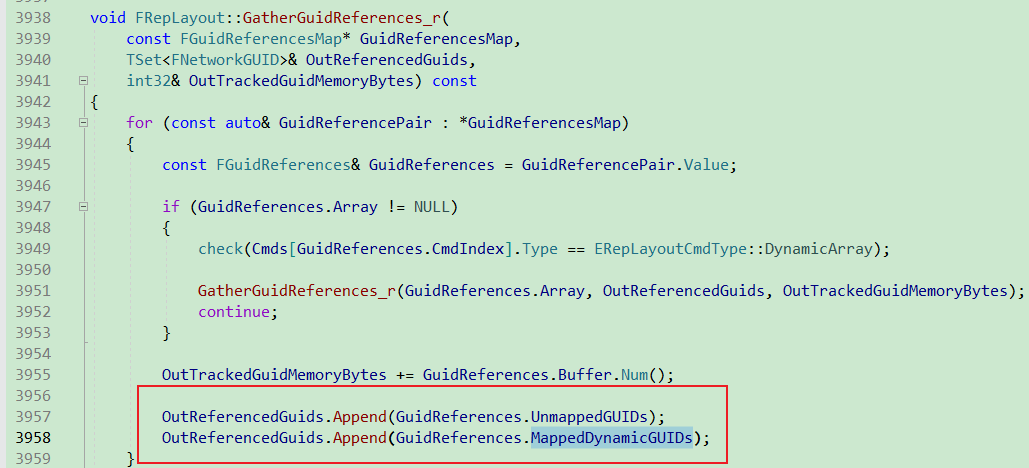 3937
3938 void FRepLayout::GatherGuidReferences_r(
3939 const FGuidReferencesMap* GuidReferencesMap,
3940 TSet<FNetworkGUID>& OutReferencedGuids,
3941 int32& OutTrackedGuidMemoryBytes) const
3942 {
3943 for (const auto& GuidReferencePair : *GuidReferencesMap)
3944 {
3945 const FGuidReferences& GuidReferences = GuidReferencePair.Value;
3946
3947 if (GuidReferences.Array != NULL)
3948 {
3949 check(Cmds[GuidReferences.CmdIndex].Type == ERepLayoutCmdType::DynamicArray);
3950
3951 GatherGuidReferences_r(GuidReferences.Array, OutReferencedGuids, OutTrackedGuidMemoryBytes);
3952 continue;
3953 }
3954
3955 OutTrackedGuidMemoryBytes += GuidReferences.Buffer.Num();
3956
3957 OutReferencedGuids.Append(GuidReferences.UnmappedGUIDs);
3958 OutReferencedGuids.Append(GuidReferences.MappedDynamicGUIDs);
3959 }